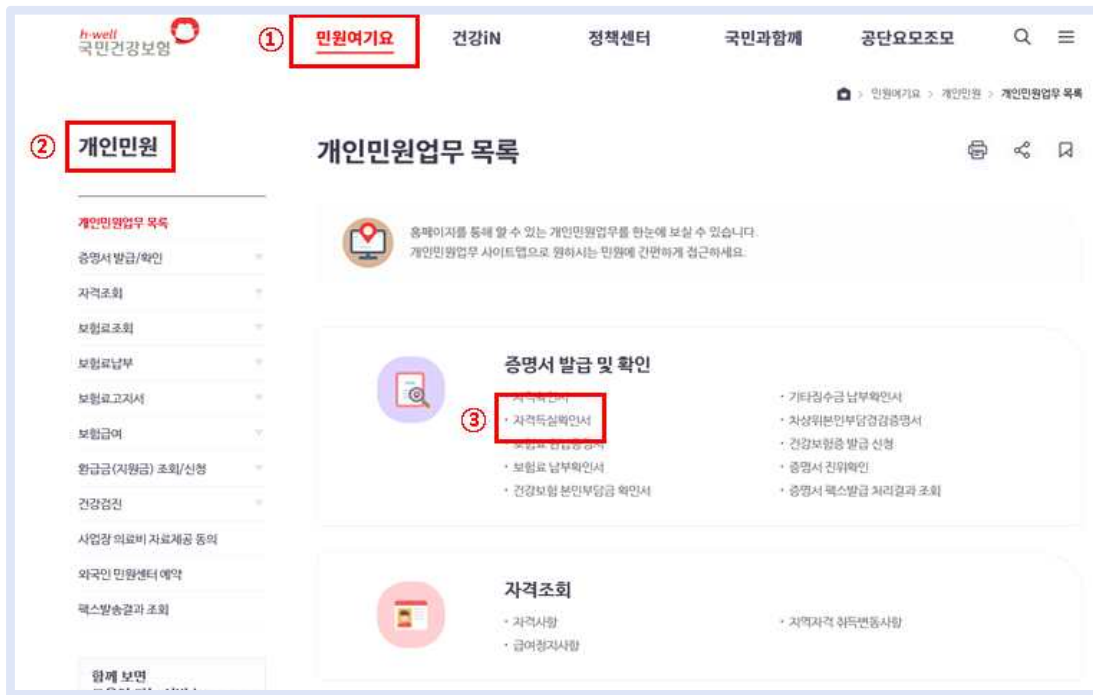 h-well
국민건강보험
① 민원여기요 건강iN 정책센터 국민과함께 공단요모조모
> 민원여기요 > 개인민원 > 개인민원업무 목록
② 개인민원
개인민원업무 목록
개인민원업무 목록
증명서 발급/확인
자격조회
보험료조회
보험료납부
보험료고지서
보험급여
환급금(지원금) 조회/신청
건강검진
사업장 의료비 자료제공 동의
외국인 민원센터 예약
팩스발송결과 조회
함께 보면
홈페이지를 통해 할 수 있는 개인민원업무를 한눈에 보실 수 있습니다.
개인민원업무 사이트맵으로 원하시는 민원에 간편하게 접근하세요.
증명서 발급 및 확인
③ · 자격득실확인서
· 보험료 납부확인서
· 건강보험 본인부담금 확인서
· 기타징수금 납부확인서
· 차상위본인부담경감증명서
· 건강보험증 발급 신청
· 증명서 진위확인
· 증명서 팩스발급 처리결과 조회
자격조회
· 자격사항
· 급여정지사항
· 지역자격 취득변동사항